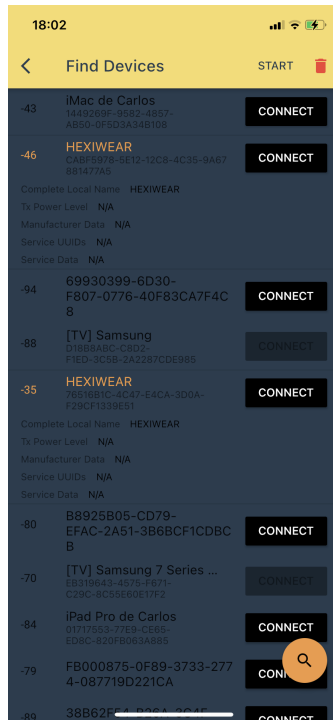 18:02
Find Devices
START
-43
iMac de Carlos
1449269F-9582-4857-
AB50-0F5D3A34B108
CONNECT
-46
HEXIWEAR
CABF5978-5E12-12C8-4C35-9A67
881477A5
CONNECT
Complete Local Name HEXIWEAR
Tx Power Level N/A
Manufacturer Data N/A
Service UUIDs N/A
Service Data N/A
-94
69930399-6D30-
F807-0776-40F83CA7F4C
8
CONNECT
-88
[TV] Samsung
D18B8ABC-C6D2-
F1ED-3C5B-2A2287CDE985
CONNECT
-35
HEXIWEAR
76516B1C-4C47-E4CA-3D0A-
F29CF1339E51
CONNECT
Complete Local Name HEXIWEAR
Tx Power Level N/A
Manufacturer Data N/A
Service UUIDs N/A
Service Data N/A
-80
B8925B05-CD79-
EFAC-2A51-3B6BCF1CDBC
B
CONNECT
-70
[TV] Samsung 7 Series ...
EB319643-4575-F671-
C29C-8C55E60E17F2
CONNECT
-84
iPad Pro de Carlos
01717553-77E9-CE65-
ED8C-820FB063A885
CONNECT
-79
FB000875-0F89-3733-277
4-087719D221CA
-89
CONNECT